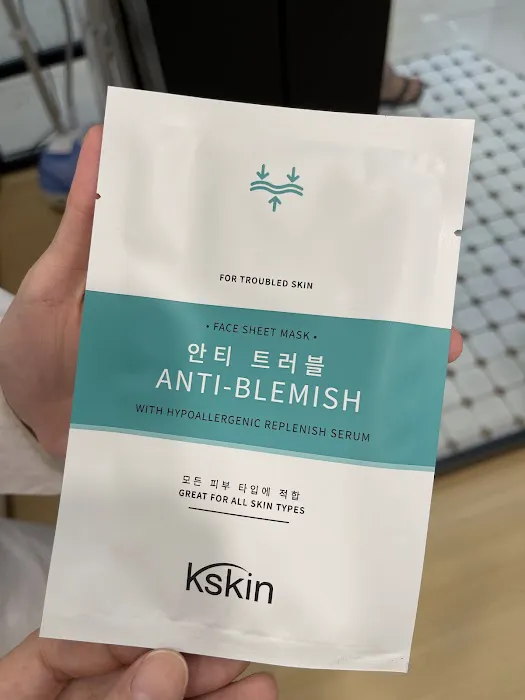 FOR TROUBLED SKIN
• FACE SHEET MASK •
안티 트러블
ANTI-BLEMISH
WITH HYPOALLERGENIC REPLENISH SERUM
모든 피부 타입에 적합
GREAT FOR ALL SKIN TYPES
Kskin